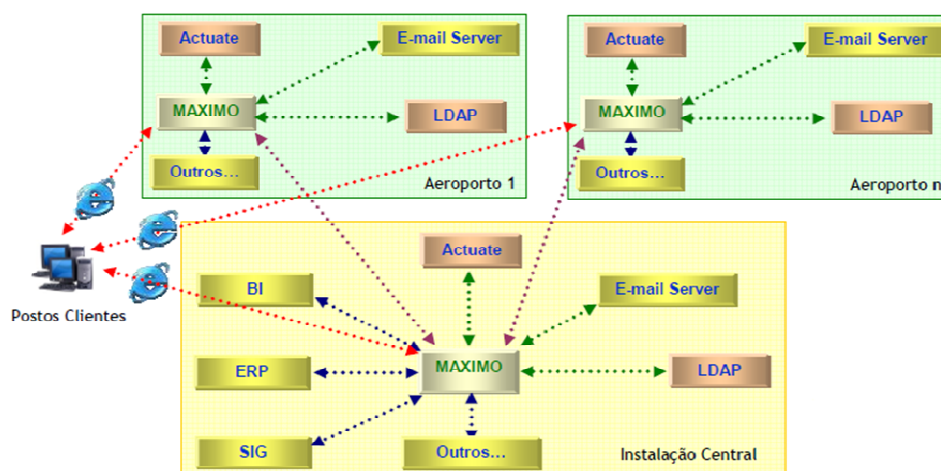 Actuate
E-mail Server
MAXIMO
LDAP
Outros...
Aeroporto 1
Actuate
E-mail Server
MAXIMO
LDAP
Outros...
Aeroporto n
Postos Clientes
Actuate
BI
E-mail Server
ERP
MAXIMO
LDAP
SIG
Outros...
Instalação Central